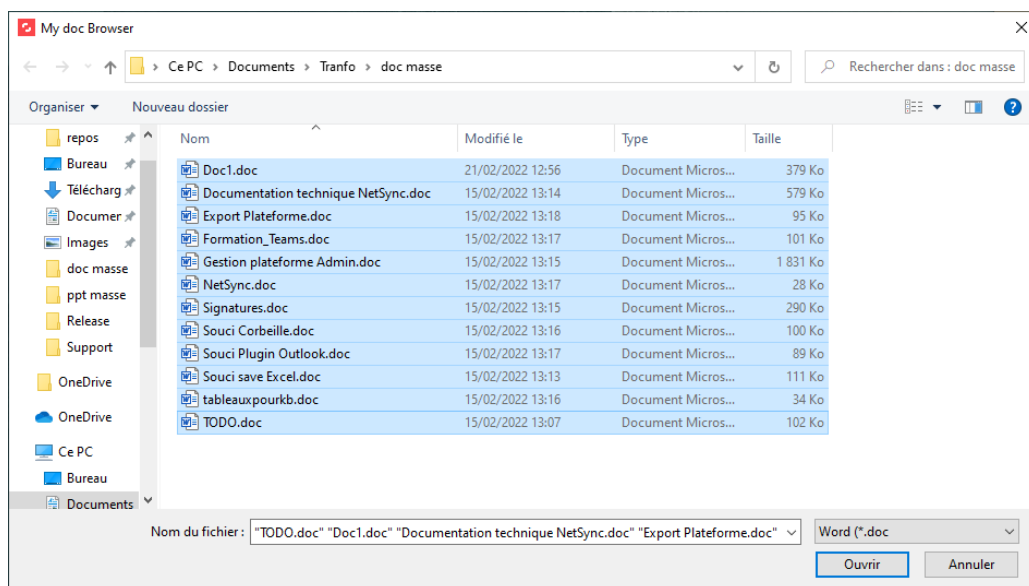 My doc Browser
Ce PC > Documents > Tranfo > doc masse
Rechercher dans : doc masse
Organiser Nouveau dossier
Nom Modifié le Type Taille
repos
Bureau
Télécharg
Documer
Images
doc masse
ppt masse
Release
Support
OneDrive
OneDrive
Ce PC
Bureau
Documents
Doc1.doc 21/02/2022 12:56 Document Micros... 379 Ko
Documentation technique NetSync.doc 15/02/2022 13:14 Document Micros... 579 Ko
Export Plateforme.doc 15/02/2022 13:18 Document Micros... 95 Ko
Formation_Teams.doc 15/02/2022 13:17 Document Micros... 101 Ko
Gestion plateforme Admin.doc 15/02/2022 13:15 Document Micros... 1 831 Ko
NetSync.doc 15/02/2022 13:17 Document Micros... 28 Ko
Signatures.doc 15/02/2022 13:15 Document Micros... 290 Ko
Souci Corbeille.doc 15/02/2022 13:16 Document Micros... 100 Ko
Souci Plugin Outlook.doc 15/02/2022 13:17 Document Micros... 89 Ko
Souci save Excel.doc 15/02/2022 13:13 Document Micros... 111 Ko
tableauxpourkb.doc 15/02/2022 13:16 Document Micros... 34 Ko
TODO.doc 15/02/2022 13:07 Document Micros... 102 Ko
Nom du fichier : "TODO.doc" "Doc1.doc" "Documentation technique NetSync.doc" "Export Plateforme.doc"
Word (*.doc
Ouvrir Annuler